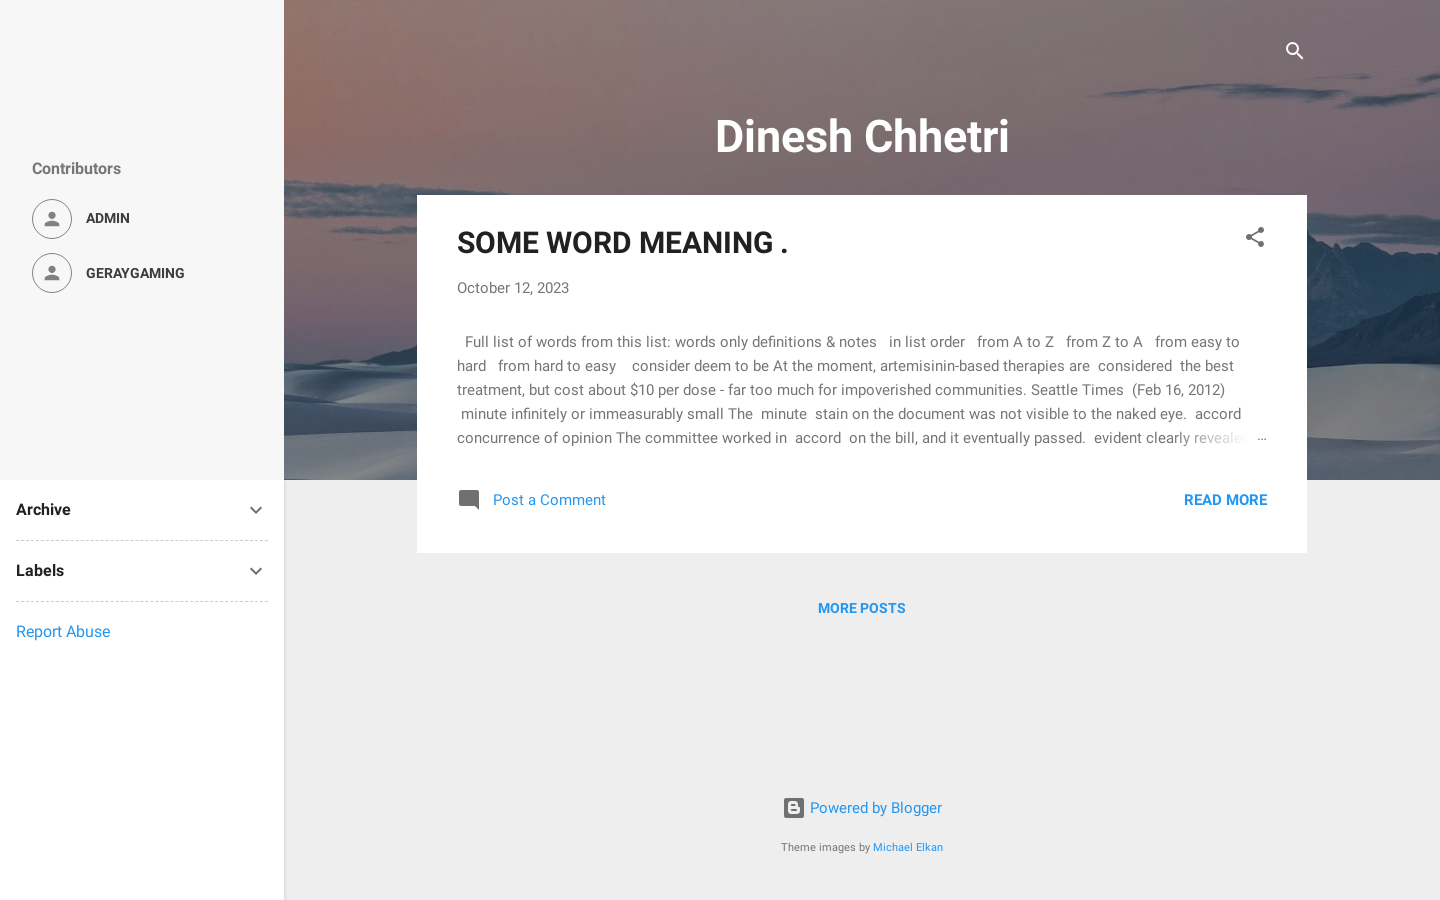 Contributors
ADMIN
GERAYGAMING
Archive
Labels
Report Abuse
Dinesh Chhetri
SOME WORD MEANING .
October 12, 2023
Full list of words from this list: words only definitions & notes in list order from A to Z from Z to A from easy to
hard from hard to easy consider deem to be At the moment, artemisinin-based therapies are considered the best
treatment, but cost about $10 per dose - far too much for impoverished communities. Seattle Times (Feb 16, 2012)
minute infinitely or immeasurably small The minute stain on the document was not visible to the naked eye. accord
concurrence of opinion The committee worked in accord on the bill, and it eventually passed. evident clearly revealed ...
Post a Comment
READ MORE
MORE POSTS
Powered by Blogger
Theme images by Michael Elkan